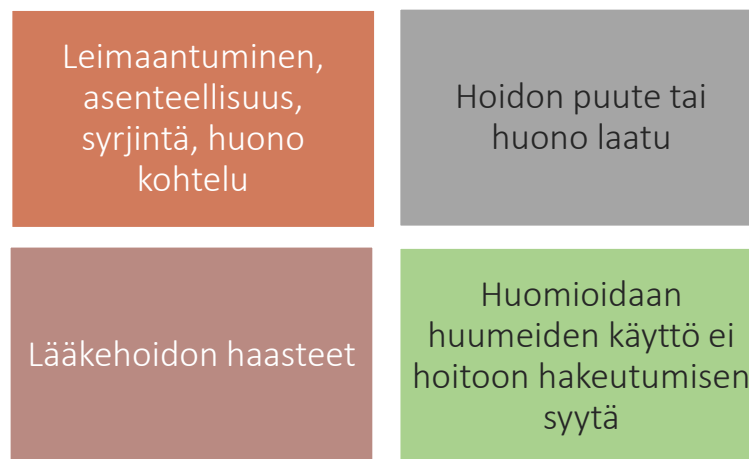 Leimaantuminen,
asenteellisuus,
syrjintä, huono
kohtelu
Hoidon puute tai
huono laatu
Lääkehoidon haasteet
Huomioidaan
huumeiden käyttö ei
hoitoon hakeutumisen
syytä